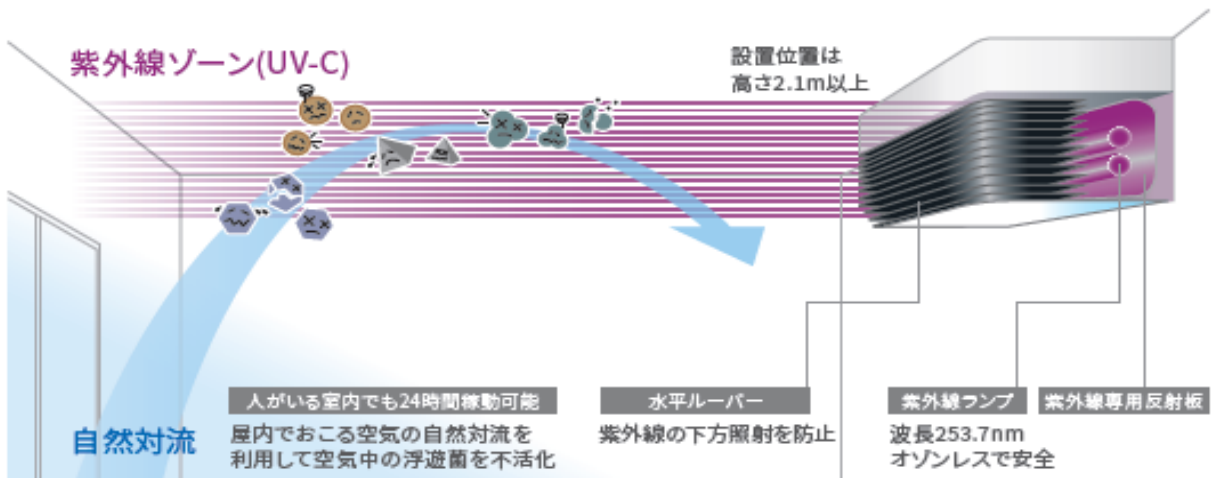 紫外線ゾーン(UV-C)
設置位置は
高さ2.1m以上
自然対流
人がいる室内でも24時間稼動可能
屋内でおこる空気の自然対流を
利用して空気中の浮遊菌を不活化
水平ルーバー
紫外線の下方照射を防止
紫外線ランプ
波長253.7nm
オゾンレスで安全
紫外線専用反射板